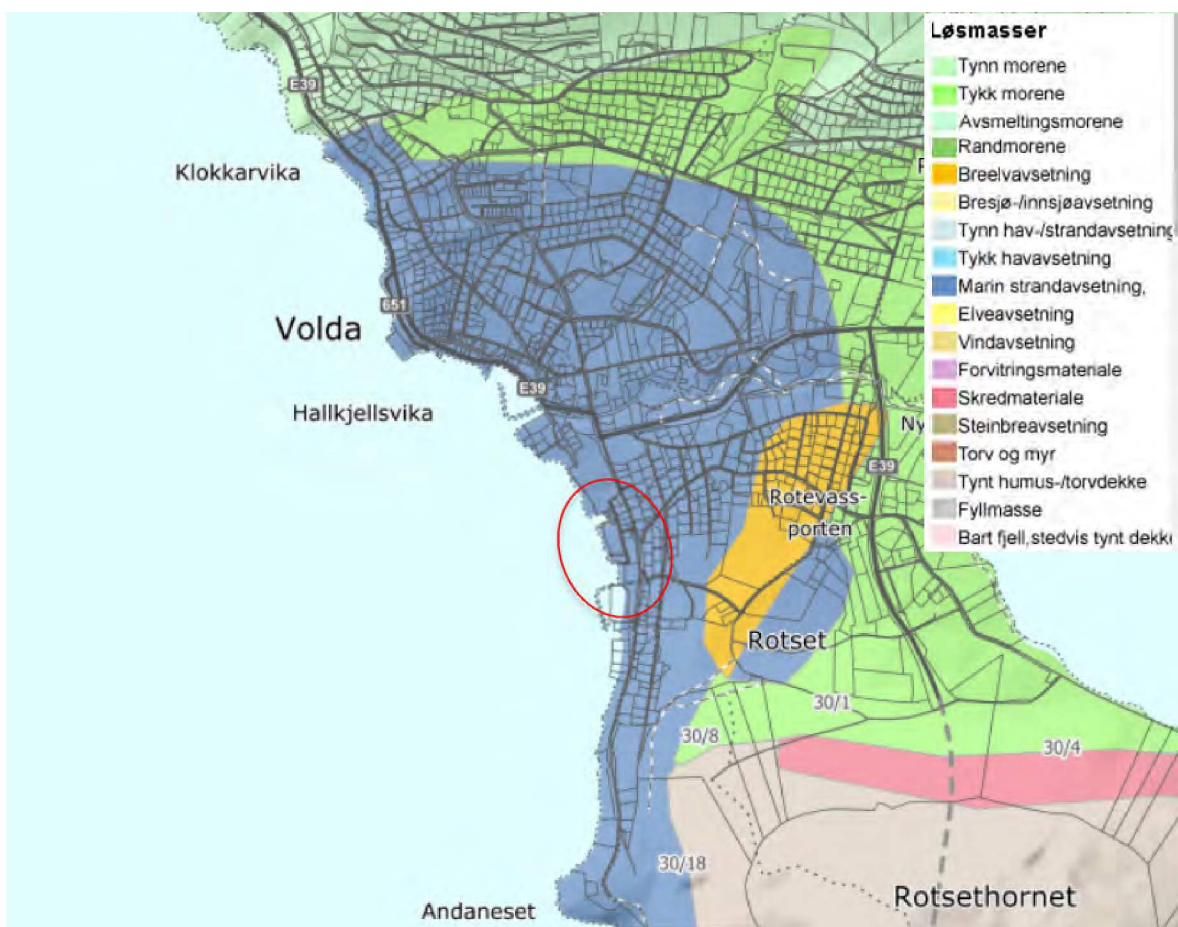 Løsmasser
Tynn morene
Tykk morene
Avsmeltingsmorene
Randmorene
Breelvavsetning
Bresjø-/innsjøavsetning
Tynn hav-/strandavsetning
Tykk havavsetning
Marin strandavsetning,
Elveavsetning
Vindavsetning
Forvitringsmateriale
Skredmateriale
Steinbreavsetning
Torv og myr
Tynt humus-/torvdekke
Fyllmasse
Bart fjell,stedvis tynt dekke
E39
Klokkarvika
651
Volda
E39
Hallkjellsvika
Ny
E39
Rotevass-
porten
Rotset
30/1
30/8
30/4
30/18
Rotsethornet
Andaneset